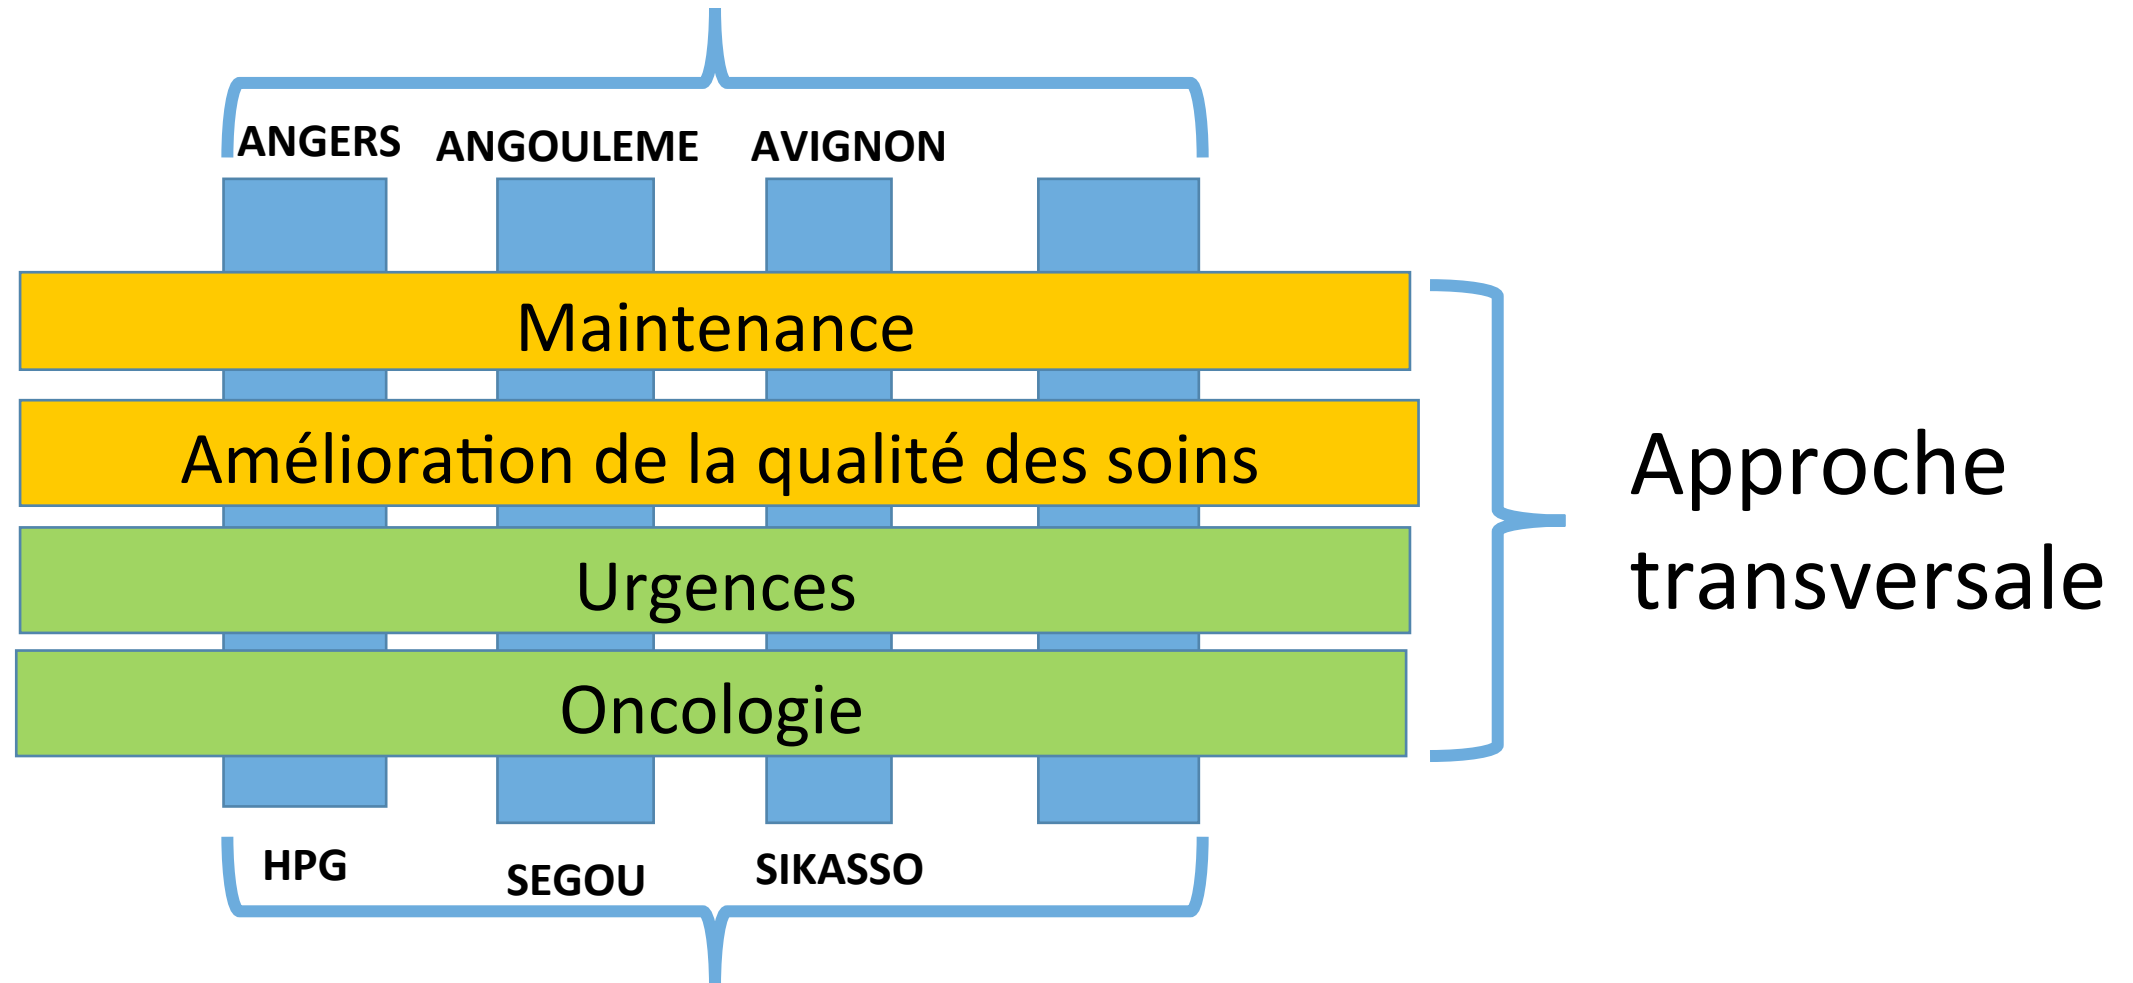 ANGERS ANGOULEME AVIGNON
Maintenance
Amélioration de la qualité des soins
Urgences
Oncologie
Approche
transversale
HPG SEGOU SIKASSO